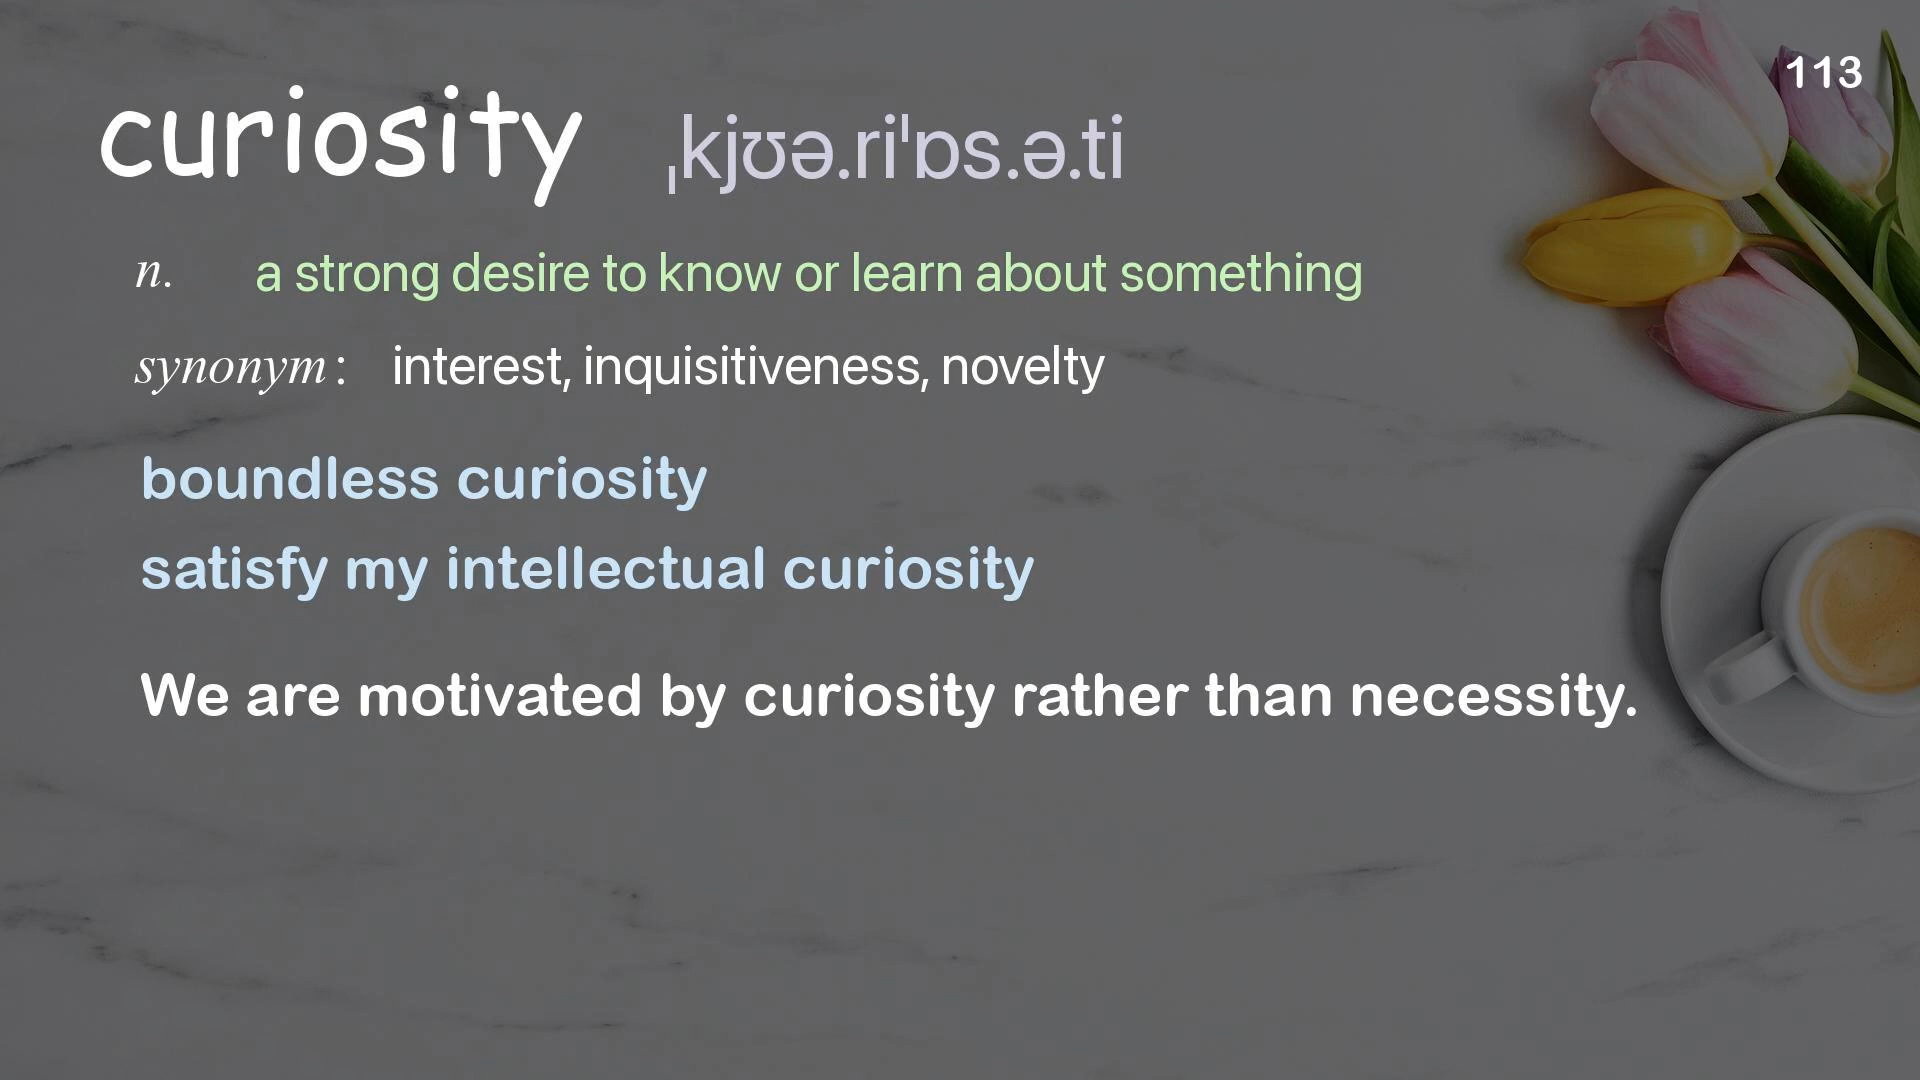 113
curiosity ˌkjʊə.riˈɒs.ə.ti
n. a strong desire to know or learn about something
synonym : interest, inquisitiveness, novelty
boundless curiosity
satisfy my intellectual curiosity
We are motivated by curiosity rather than necessity.